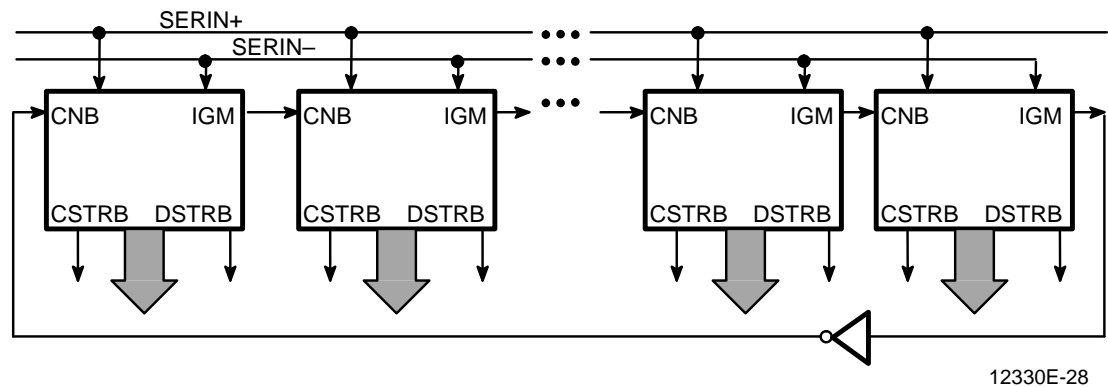 SERIN+
SERIN–
CNB IGM CNB IGM CNB IGM CNB IGM
CSTRB DSTRB CSTRB DSTRB CSTRB DSTRB CSTRB DSTRB
12330E-28